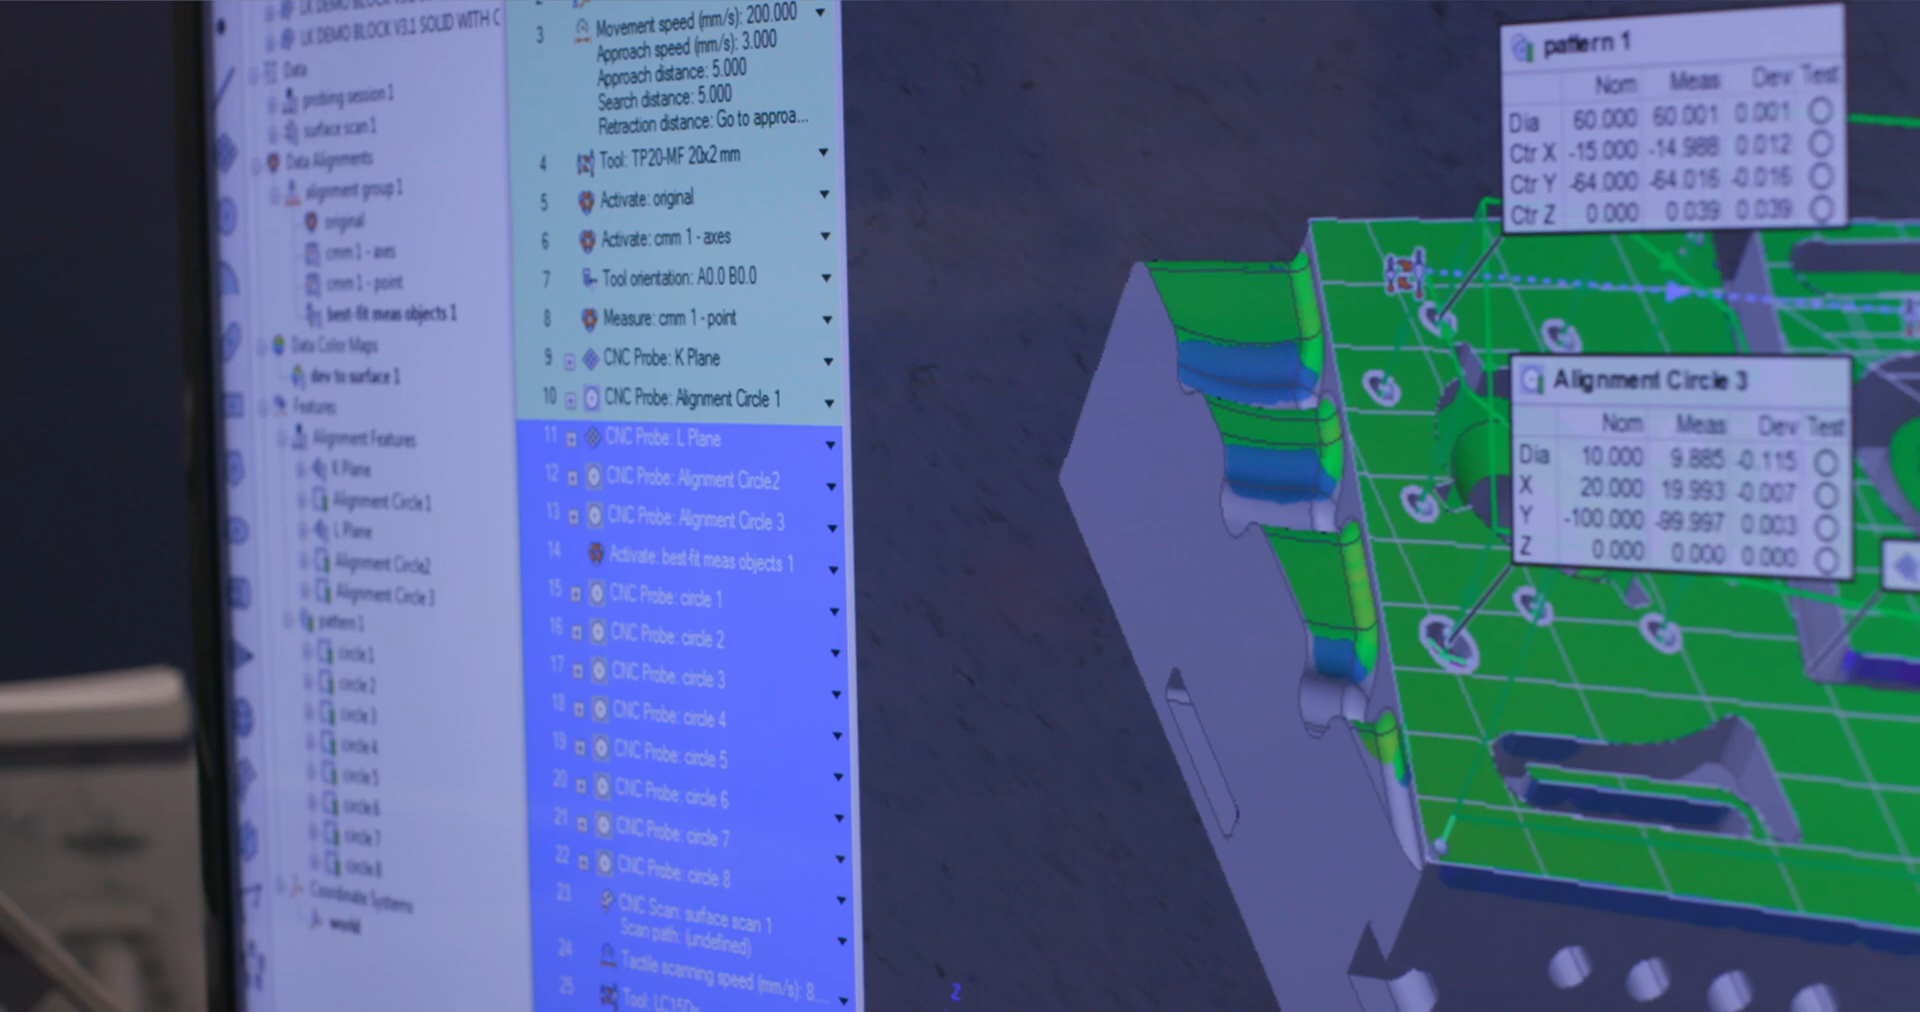 LK DEMO BLOCK V3.1 SOLID WITH C
Data
probing session 1
surface scan 1
Data Alignments
alignment group 1
original
cmm 1 - axes
cmm 1 - point
best-fit meas objects 1
Data Color Maps
dev to surface 1
Features
Alignment Features
K Plane
Alignment Circle 1
L Plane
Alignment Circle2
Alignment Circle 3
pattern 1
circle 1
circle 2
circle 3
circle 4
circle 5
circle 6
circle 7
circle 8
Coordinate Systems
world
3 Movement speed (mm/s): 200.000
Approach speed (mm/s): 3.000
Approach distance: 5.000
Search distance: 5.000
Retraction distance: Go to approa...
4 Tool: TP20-MF 20x2 mm
5 Activate: original
6 Activate: cmm 1 - axes
7 Tool orientation: A0.0 B0.0
8 Measure: cmm 1 - point
9 CNC Probe: K Plane
10 CNC Probe: Alignment Circle 1
11 CNC Probe: L Plane
12 CNC Probe: Alignment Circle2
13 CNC Probe: Alignment Circle 3
14 Activate: best-fit meas objects 1
15 CNC Probe: circle 1
16 CNC Probe: circle 2
17 CNC Probe: circle 3
18 CNC Probe: circle 4
19 CNC Probe: circle 5
20 CNC Probe: circle 6
21 CNC Probe: circle 7
22 CNC Probe: circle 8
23 CNC Scan: surface scan 1
Scan path: (undefined)
24 Tactile scanning speed (mm/s): 8....
25 Tool:
pattern 1
Nom Meas Dev Test
Dia 60.000 60.001 0.001
Ctr X -15.000 -14.988 0.012
Ctr Y -64.000 -64.016 -0.016
Ctr Z 0.000 0.039 0.039
Alignment Circle 3
Nom Meas Dev Test
Dia 10.000 9.885 -0.115
X 20.000 19.993 -0.007
Y -100.000 -99.997 0.003
Z 0.000 0.000 0.000
Z